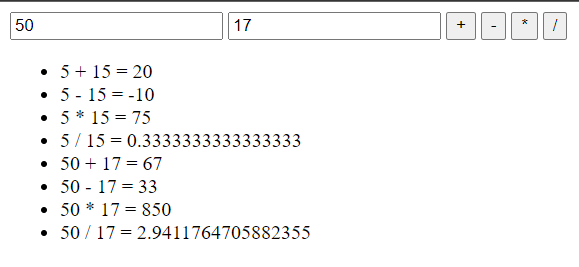 50 17 + - * /
5 + 15 = 20
5 - 15 = -10
5 * 15 = 75
5 / 15 = 0.3333333333333333
50 + 17 = 67
50 - 17 = 33
50 * 17 = 850
50 / 17 = 2.9411764705882355